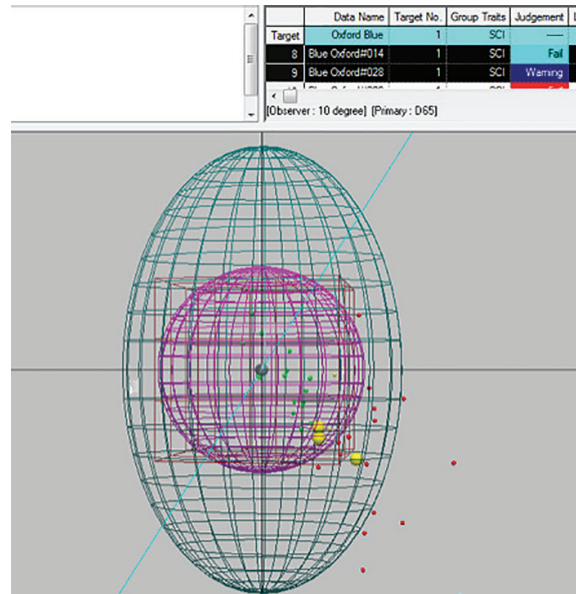 Data Name Target No. Group Traits Judgement
Target Oxford Blue 1 SCI ----
8 Blue Oxford#014 1 SCI Fail
9 Blue Oxford#028 1 SCI Warning
[Observer : 10 degree] [Primary : D65]